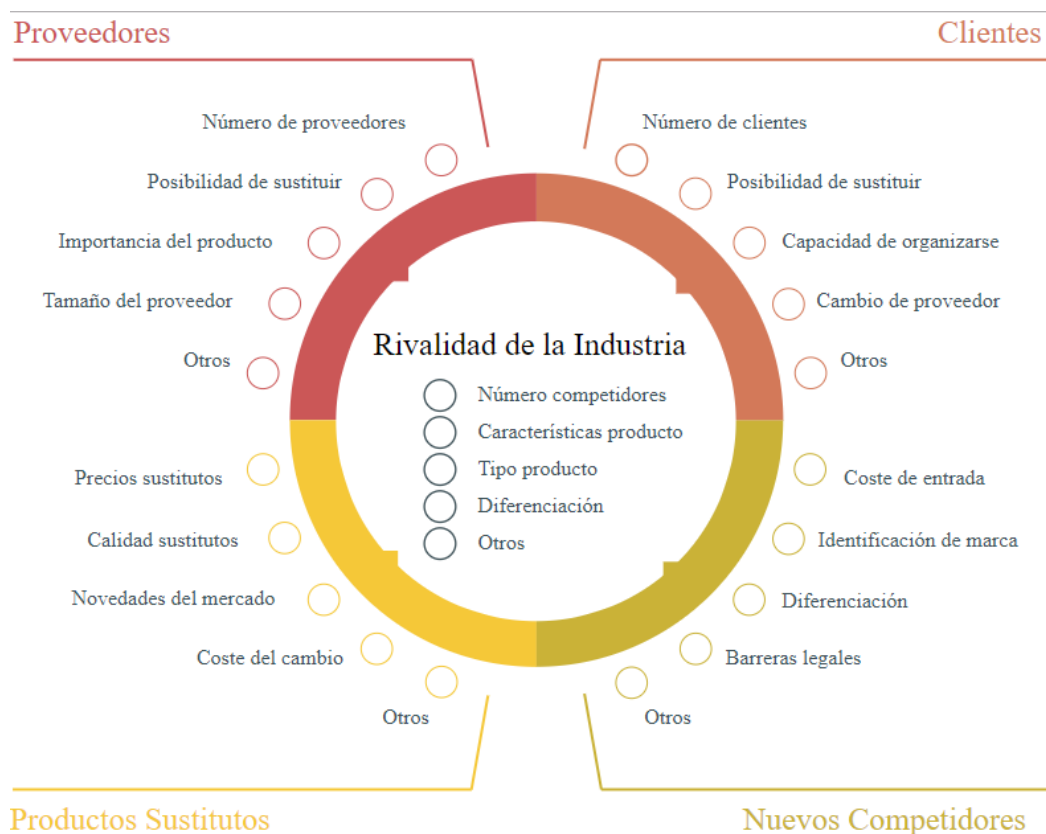 Proveedores
Clientes
Número de proveedores
Posibilidad de sustituir
Importancia del producto
Tamaño del proveedor
Otros
Número de clientes
Posibilidad de sustituir
Capacidad de organizarse
Cambio de proveedor
Otros
Rivalidad de la Industria
Número competidores
Características producto
Tipo producto
Diferenciación
Otros
Precios sustitutos
Calidad sustitutos
Novedades del mercado
Coste del cambio
Otros
Coste de entrada
Identificación de marca
Diferenciación
Barreras legales
Otros
Productos Sustitutos
Nuevos Competidores